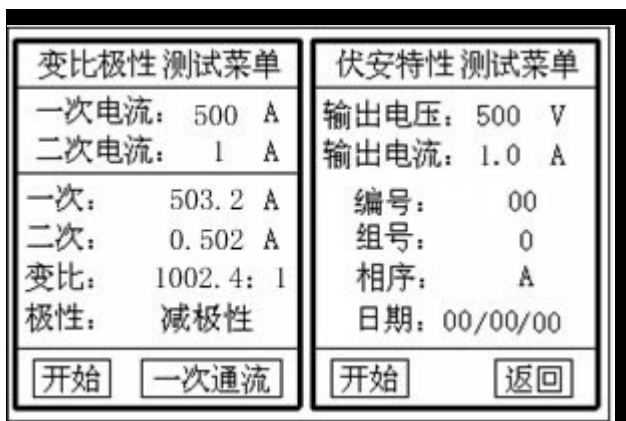 变比极性 测试菜单
一次电流: 500 A
二次电流: 1 A
一次: 503.2 A
二次: 0.502 A
变比: 1002.4: 1
极性: 减极性
开始 一次通流
伏安特性 测试菜单
输出电压: 500 V
输出电流: 1.0 A
编号: 00
组号: 0
相序: A
日期: 00/00/00
开始 返回